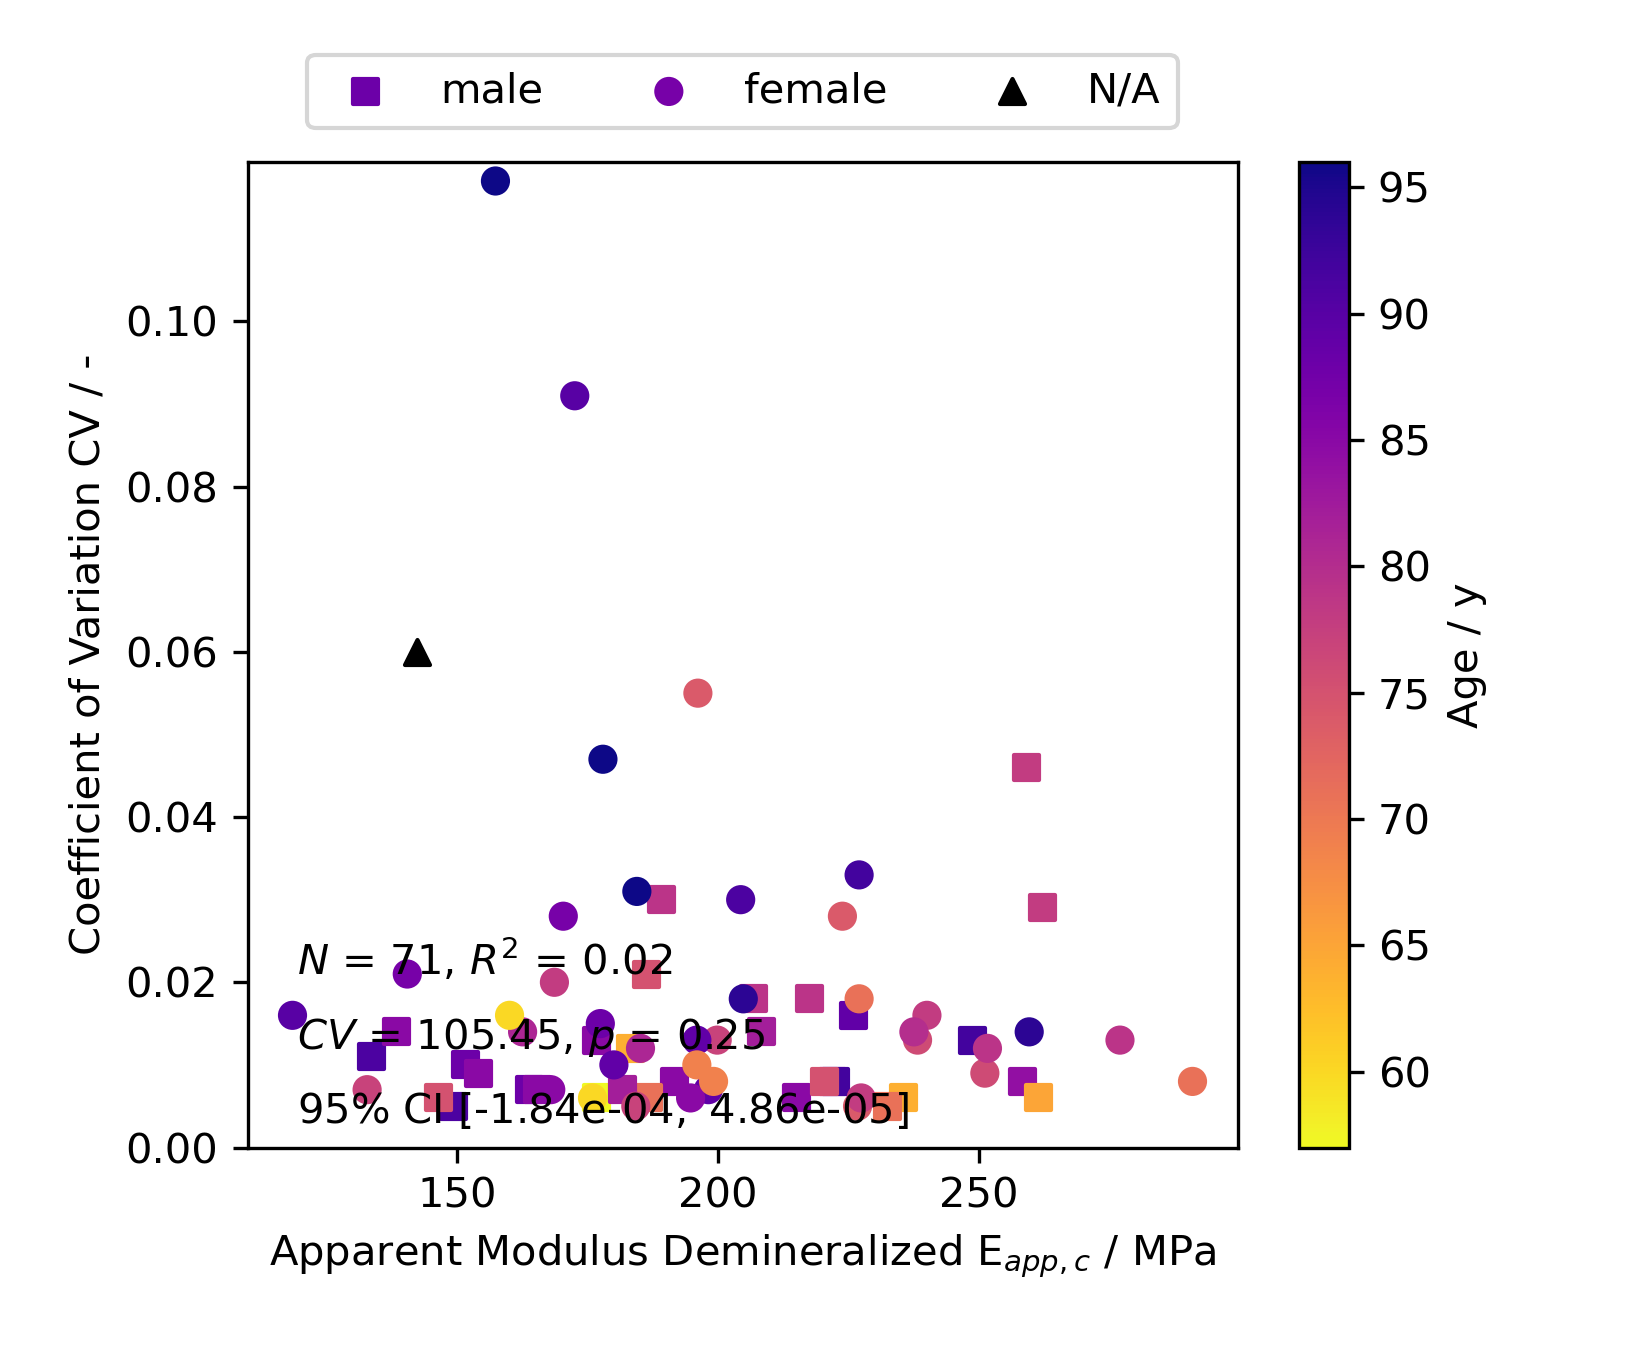 male female N/A
0.10
0.08
0.06
0.04
0.02
0.00
Coefficient of Variation CV / -
N = 71, R² = 0.02
CV = 105.45, p = 0.25
95% CI [-1.84e-04, 4.86e-05]
150 200 250
Apparent Modulus Demineralized E_{app,c} / MPa
95
90
85
80
75
70
65
60
Age / y